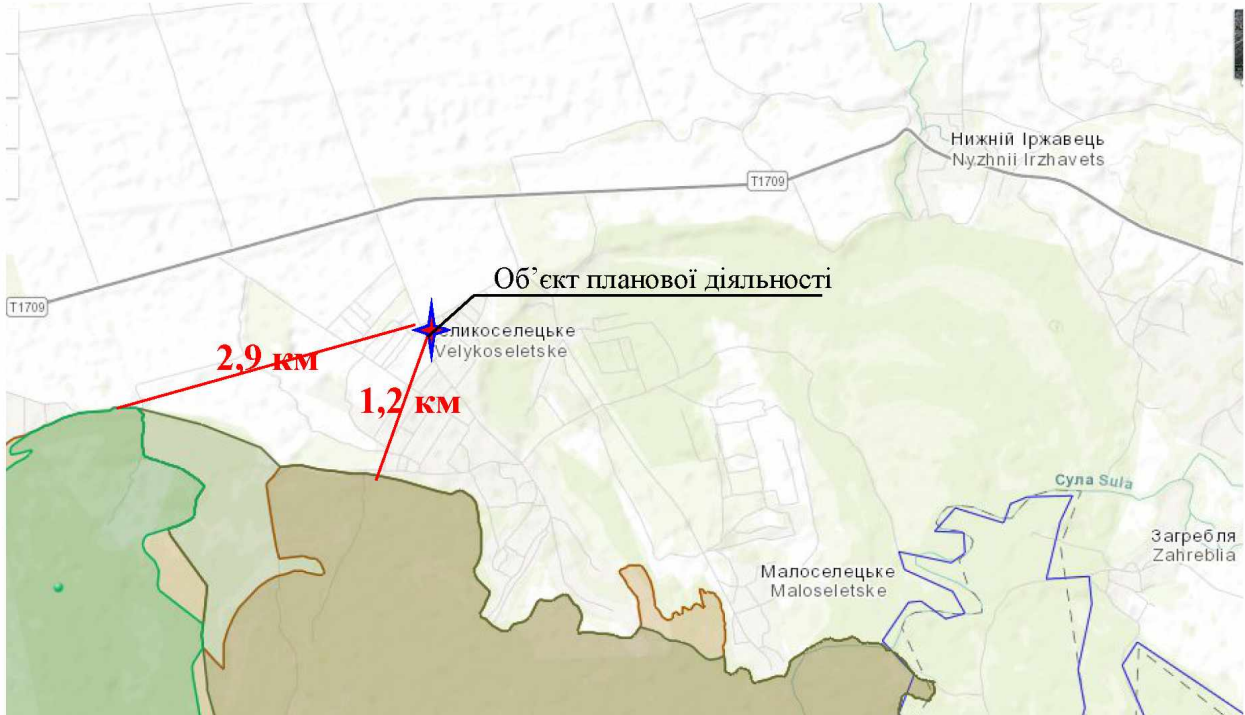 Нижній Іржавець
Nyzhnii Irzhavets
T1709
Об’єкт планової діяльності
T1709
еликоселецьке
Velykoseletske
2,9 км
1,2 км
Сула Sula
Загребля
Zahreblia
Малоселецьке
Maloseletske